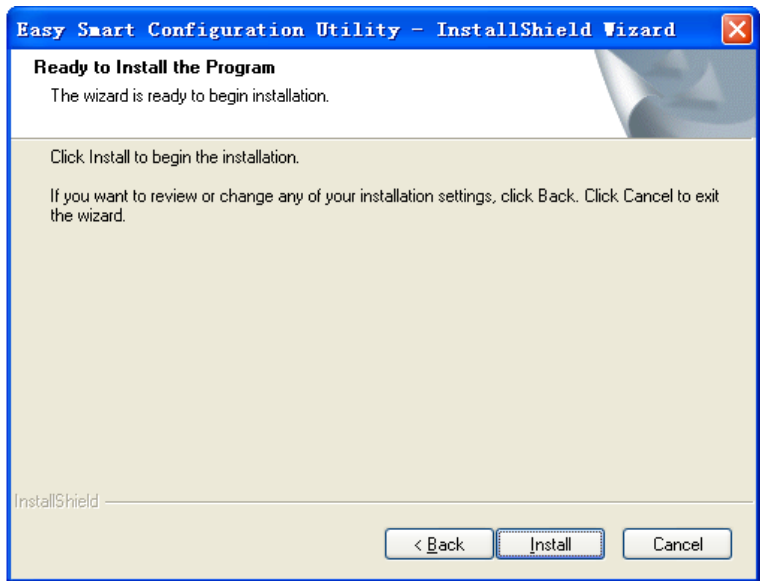 Easy Smart Configuration Utility - InstallShield Wizard
Ready to Install the Program
The wizard is ready to begin installation.
Click Install to begin the installation.
If you want to review or change any of your installation settings, click Back. Click Cancel to exit
the wizard.
InstallShield
< Back Install Cancel